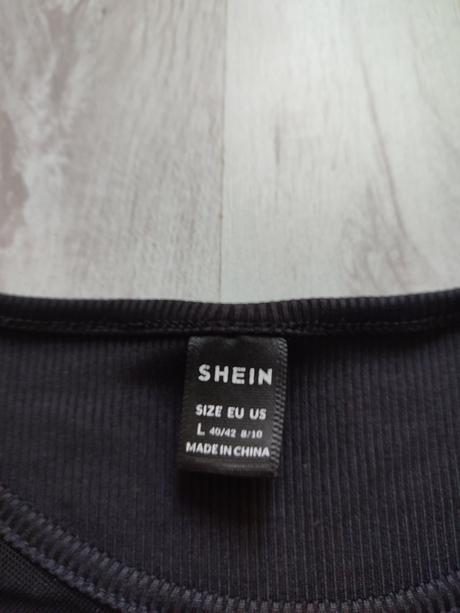 SHEIN
SIZE EU US
L 40/42 8/10
MADE IN CHINA